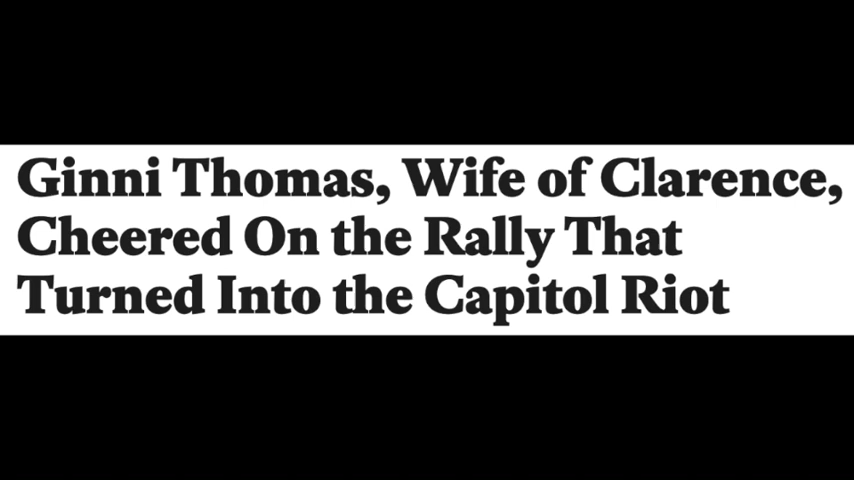 Ginni Thomas, Wife of Clarence,
Cheered On the Rally That
Turned Into the Capitol Riot